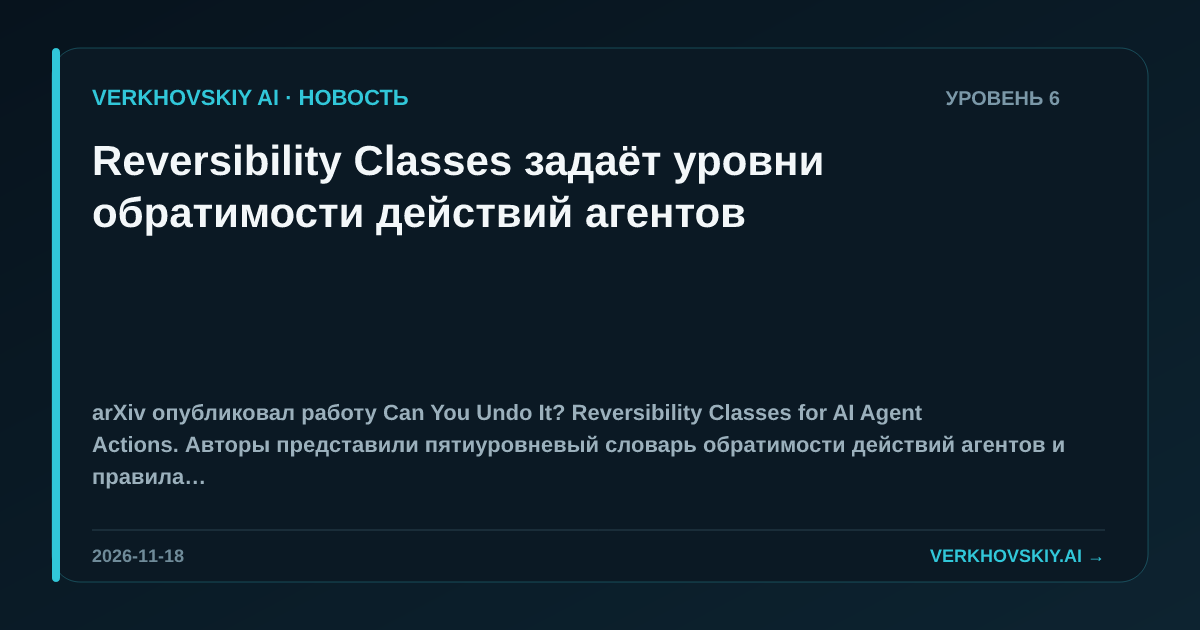 VERKHOVSKIY AI · НОВОСТЬ
УРОВЕНЬ 6
Reversibility Classes задаёт уровни
обратимости действий агентов
arXiv опубликовал работу Can You Undo It? Reversibility Classes for AI Agent
Actions. Авторы представили пятиуровневый словарь обратимости действий агентов и
правила…
2026-11-18
VERKHOVSKIY.AI →